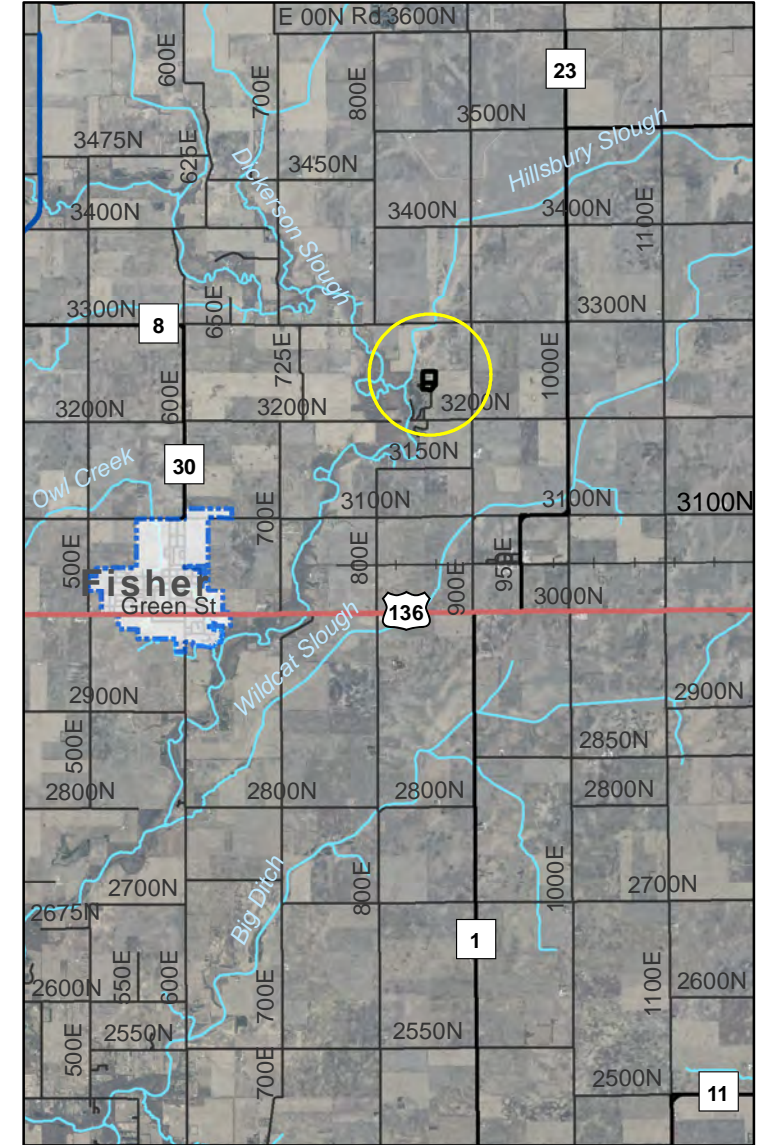 E 00N Rd 3600N
600E
700E
800E
23
3500N
3475N
625E
Dickerson Slough
3450N
Hillsbury Slough
3400N
3400N
3400N
1100E
3300N
8
650E
3300N
725E
1000E
600E
3200N
3200N
3200N
3150N
30
Owl Creek
3100N
3100N
3100N
700E
500E
800E
900E
950E
Fisher
Green St
136
3000N
Wildcat Slough
2900N
2900N
500E
2850N
2800N
2800N
2800N
2800N
Big Ditch
800E
1000E
2700N
2700N
2675N
1
550E
600E
700E
1100E
2600N
2600N
2550N
2550N
500E
700E
2500N
11